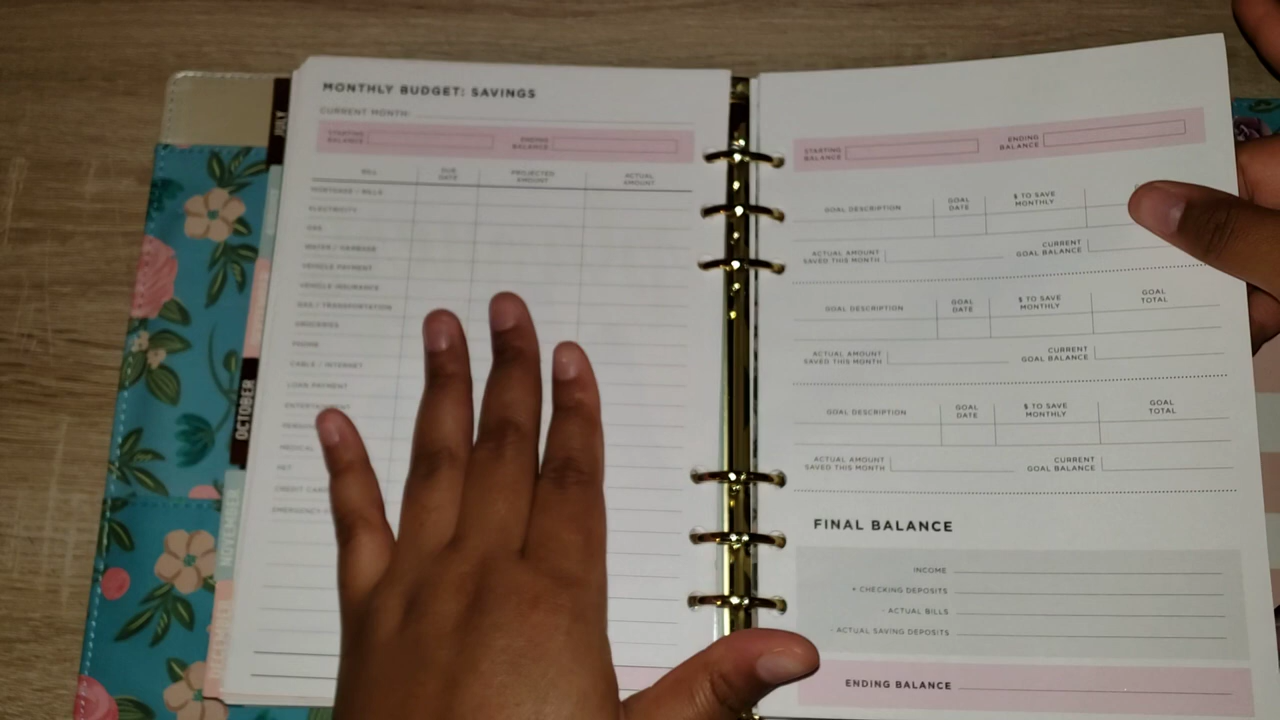 MONTHLY BUDGET: SAVINGS
CURRENT MONTH:
STARTING BALANCE
ENDING BALANCE
BILL
DUE DATE
PROJECTED AMOUNT
ACTUAL AMOUNT
MORTGAGE / BILLS
ELECTRICITY
GAS
WATER / GARBAGE
VEHICLE PAYMENT
VEHICLE INSURANCE
GAS / TRANSPORTATION
GROCERIES
PHONE
CABLE / INTERNET
LOAN PAYMENT
MEDICAL
PET
JULY
OCTOBER
NOVEMBER
DECEMBER
STARTING BALANCE
ENDING BALANCE
GOAL DESCRIPTION
GOAL DATE
$ TO SAVE MONTHLY
ACTUAL AMOUNT SAVED THIS MONTH
CURRENT GOAL BALANCE
GOAL DESCRIPTION
GOAL DATE
$ TO SAVE MONTHLY
GOAL TOTAL
ACTUAL AMOUNT SAVED THIS MONTH
CURRENT GOAL BALANCE
GOAL DESCRIPTION
GOAL DATE
$ TO SAVE MONTHLY
GOAL TOTAL
ACTUAL AMOUNT SAVED THIS MONTH
CURRENT GOAL BALANCE
FINAL BALANCE
INCOME
+ CHECKING DEPOSITS
- ACTUAL BILLS
- ACTUAL SAVING DEPOSITS
ENDING BALANCE